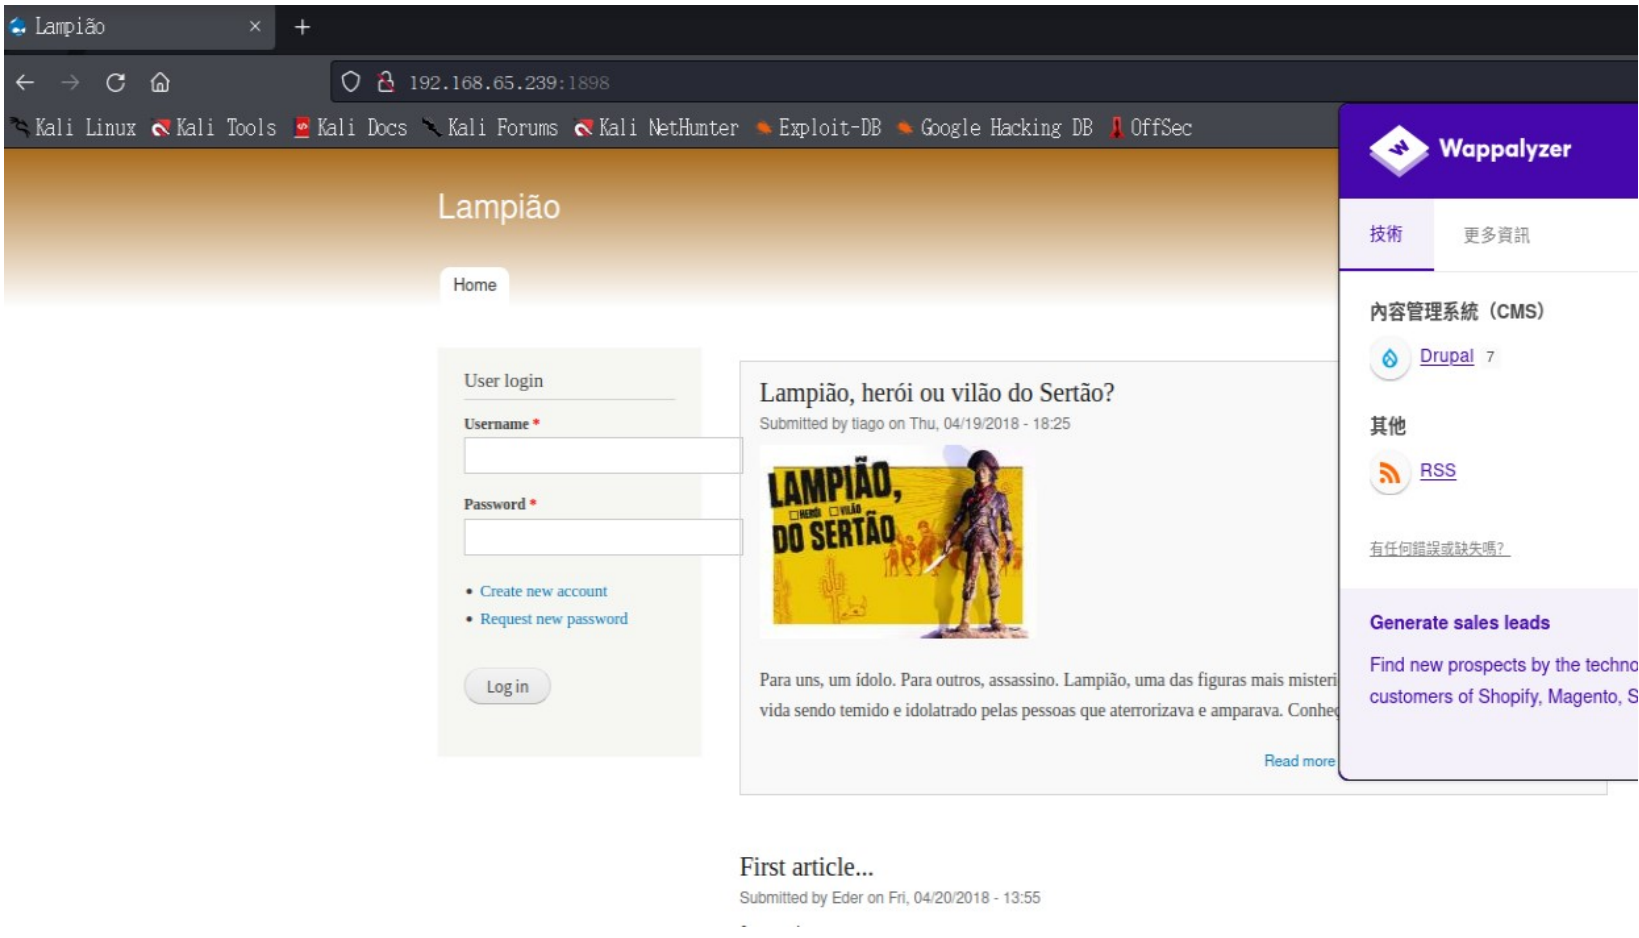 Lampião
192.168.65.239:1898
Kali Linux Kali Tools Kali Docs Kali Forums Kali NetHunter Exploit-DB Google Hacking DB OffSec
Lampião
Home
User login
Username *
Password *
Create new account
Request new password
Log in
Lampião, herói ou vilão do Sertão?
Submitted by tiago on Thu, 04/19/2018 - 18:25
LAMPIÃO,
HERÓI VILÃO
DO SERTÃO
Para uns, um ídolo. Para outros, assassino. Lampião, uma das figuras mais misteri
vida sendo temido e idolatrado pelas pessoas que aterrorizava e amparava. Conheç
Read more
First article...
Submitted by Eder on Fri, 04/20/2018 - 13:55
Wappalyzer
技術 更多資訊
內容管理系統（CMS）
Drupal 7
其他
RSS
有任何錯誤或缺失嗎？
Generate sales leads
Find new prospects by the techno
customers of Shopify, Magento, S